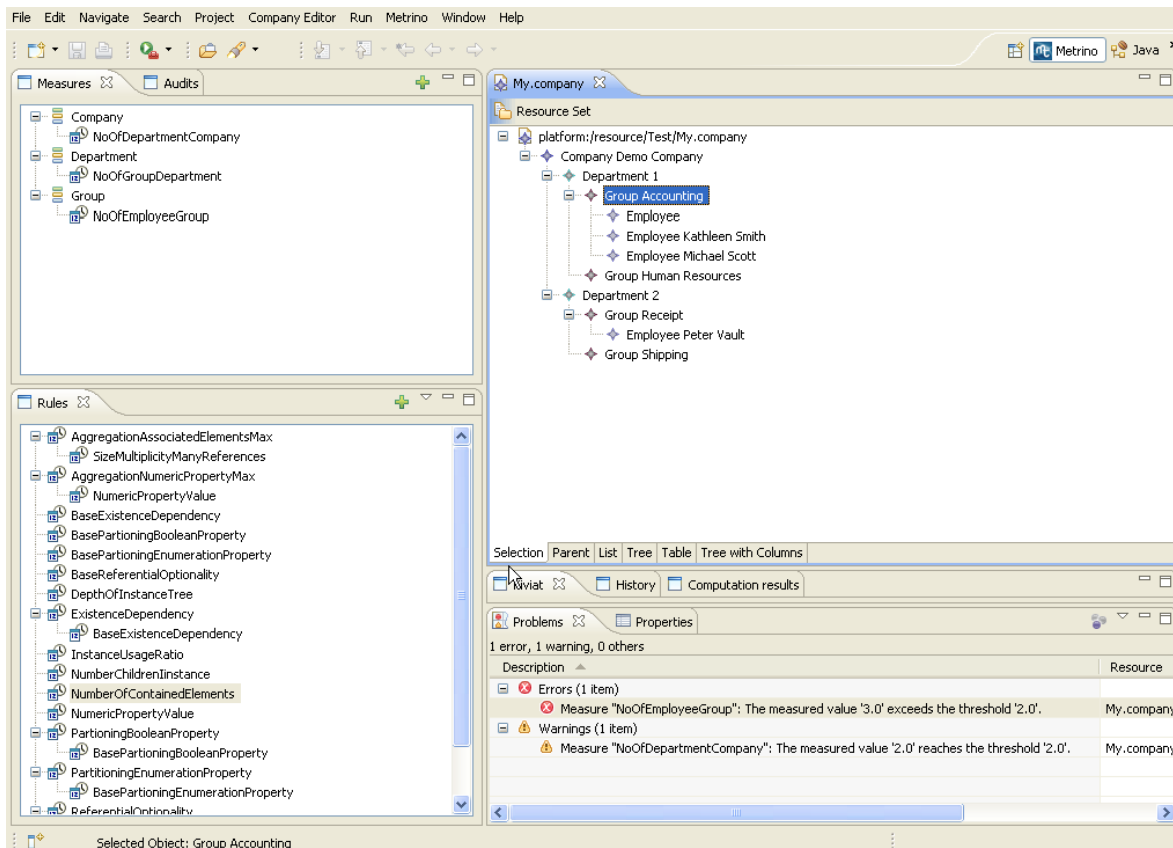 File Edit Navigate Search Project Company Editor Run Metrino Window Help
Metrino Java
Measures Audits
Company
NoOfDepartmentCompany
Department
NoOfGroupDepartment
Group
NoOfEmployeeGroup
Rules
AggregationAssociatedElementsMax
SizeMultiplicityManyReferences
AggregationNumericPropertyMax
NumericPropertyValue
BaseExistenceDependency
BasePartioningBooleanProperty
BasePartioningEnumerationProperty
BaseReferentialOptionality
DepthOfInstanceTree
ExistenceDependency
BaseExistenceDependency
InstanceUsageRatio
NumberChildrenIinstance
NumberOfContainedElements
NumericPropertyValue
PartioningBooleanProperty
BasePartioningBooleanProperty
PartitioningEnumerationProperty
BasePartioningEnumerationProperty
ReferentialOptionality
My.company
Resource Set
platform:/resource/Test/My.company
Company Demo Company
Department 1
Group Accounting
Employee
Employee Kathleen Smith
Employee Michael Scott
Group Human Resources
Department 2
Group Receipt
Employee Peter Vault
Group Shipping
Selection Parent List Tree Table Tree with Columns
Kiviat History Computation results
Problems Properties
1 error, 1 warning, 0 others
Description Resource
Errors (1 item)
Measure "NoOfEmployeeGroup": The measured value '3.0' exceeds the threshold '2.0'. My.company
Warnings (1 item)
Measure "NoOfDepartmentCompany": The measured value '2.0' reaches the threshold '2.0'. My.company
Selected Object: Group Accounting